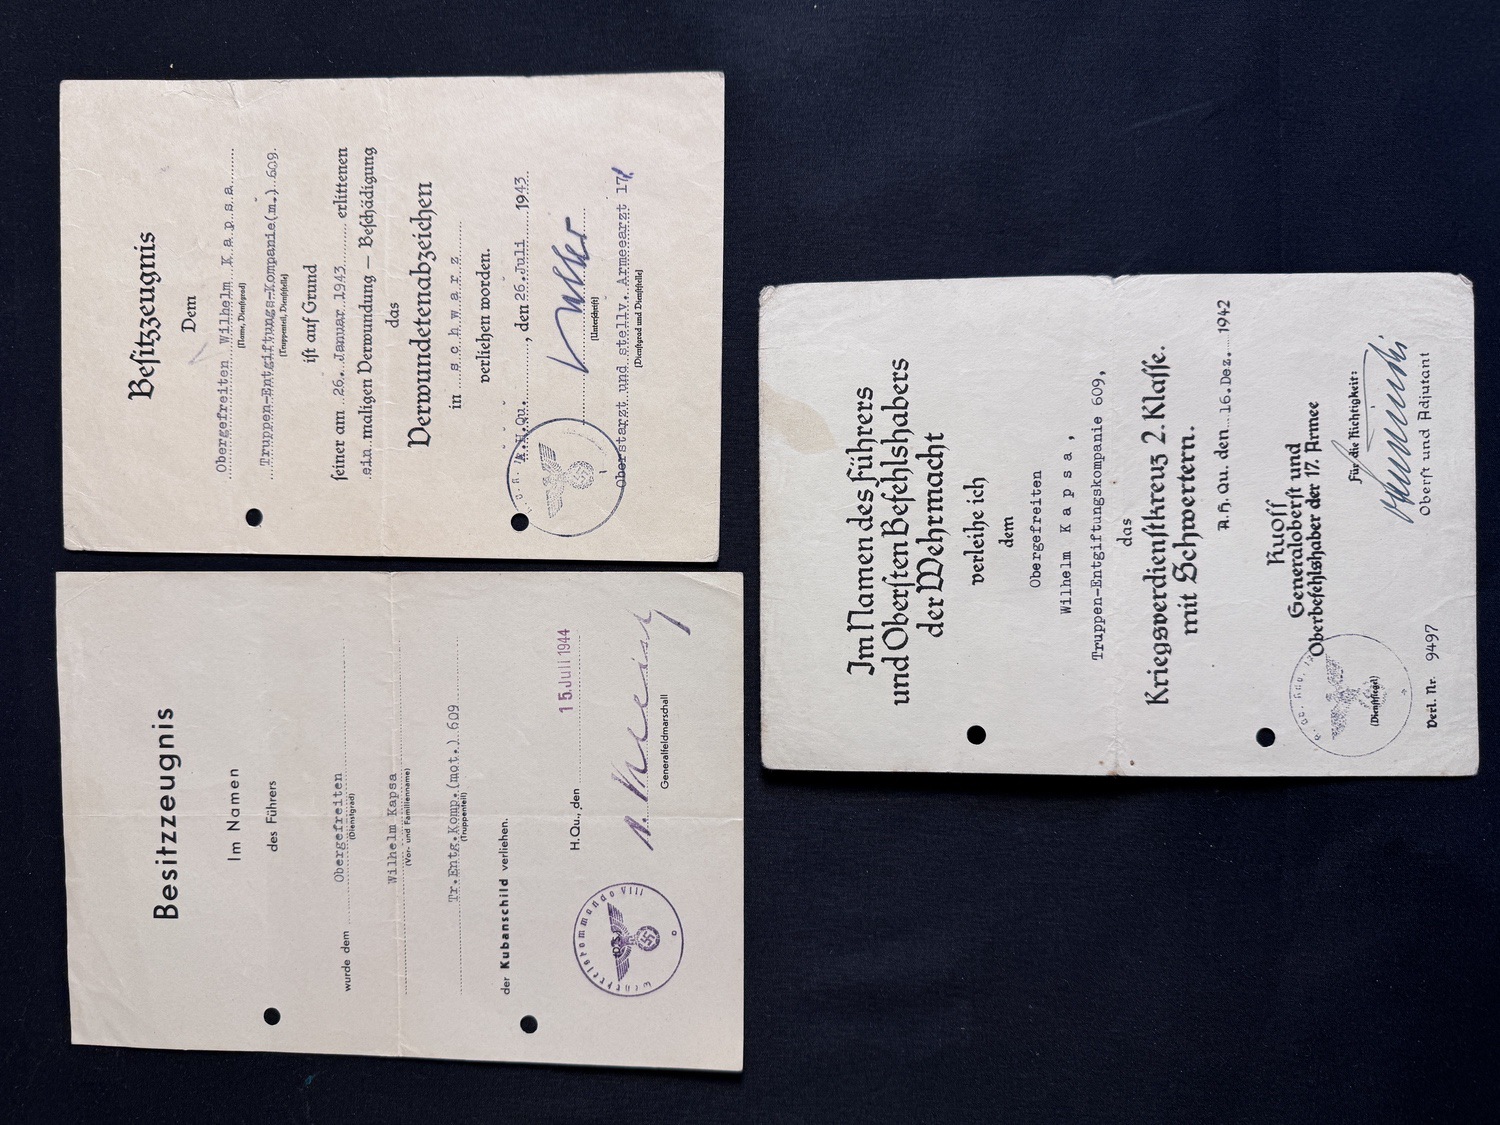 Besitzzeugnis
Dem
Obergefreiten Wilhelm Kapsa
(Name, Dienstgrad)
Truppen-Entgiftungs-Kompanie(m.) 609.
(Truppenteil, Dienststelle)
ist auf Grund
seiner am 26. Januar 1943 erlittenen
ein maligen Verwundung – Beschädigung
das
Verwundetenabzeichen
in schwarz
verliehen worden.
A.H.Qu. , den 26.Juli 1943
(Unterschrift)
Oberstarzt und stellv. Armeearzt 17
(Dienstgrad und Dienststelle)
Besitzzeugnis
Im Namen
des Führers
wurde dem Obergefreiten
(Dienstgrad)
Wilhelm Kapsa
(Vor- und Familienname)
Tr.Entg.Komp.(mot.) 609
(Truppenteil)
der Kubanschild verliehen.
H.Qu., den 15. Juli 1944
Generalfeldmarschall
VIII
Im Namen des Führers
und Obersten Befehlshabers
der Wehrmacht
verleihe ich
dem
Obergefreiten
Wilhelm Kapsa,
Truppen-Entgiftungskompanie 609,
das
Kriegsverdienstkreuz 2. Klasse
mit Schwertern.
A.H.Qu. den 16.Dez. 1942
Ruoff
Generaloberst und
Oberbefehlshaber der 17. Armee
(Dienstsiegel)
Für die Richtigkeit:
Oberst und Adjutant
Verl. Nr. 9497